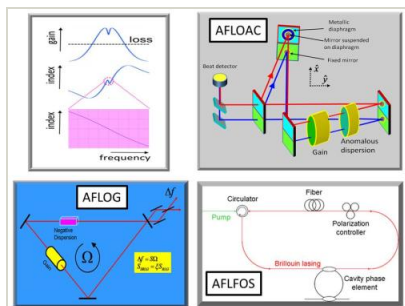 gain
loss
index
index
frequency
AFLOAC
Metallic
diaphragm
Mirror suspended
on diaphragm
Fixed mirror
Beat detector
x̂
ŷ
Gain
Anomalous
dispersion
AFLOG
Δf
Negative
Dispersion
Gain
Ω
Circulator
Fiber
Pump
Polarization
controller
Brillouin lasing
Cavity phase
element
AFLFOS